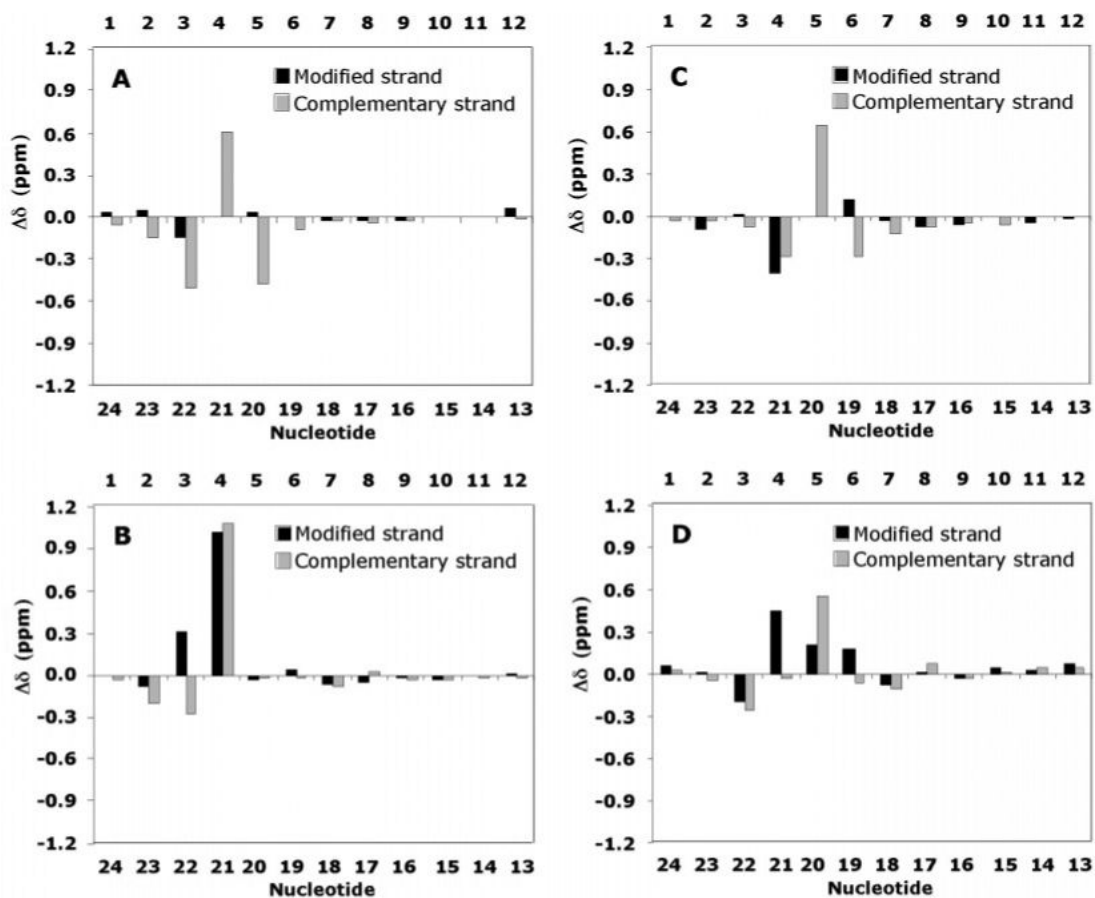 1 2 3 4 5 6 7 8 9 10 11 12
1.2
0.9
0.6
0.3
0.0
-0.3
-0.6
-0.9
-1.2
Δδ (ppm)
A
Modified strand
Complementary strand
24 23 22 21 20 19 18 17 16 15 14 13
Nucleotide
1 2 3 4 5 6 7 8 9 10 11 12
1.2
0.9
0.6
0.3
0.0
-0.3
-0.6
-0.9
-1.2
Δδ (ppm)
C
Modified strand
Complementary strand
24 23 22 21 20 19 18 17 16 15 14 13
Nucleotide
1 2 3 4 5 6 7 8 9 10 11 12
1.2
0.9
0.6
0.3
0.0
-0.3
-0.6
-0.9
-1.2
Δδ (ppm)
B
Modified strand
Complementary strand
24 23 22 21 20 19 18 17 16 15 14 13
Nucleotide
1 2 3 4 5 6 7 8 9 10 11 12
1.2
0.9
0.6
0.3
0.0
-0.3
-0.6
-0.9
-1.2
Δδ (ppm)
D
Modified strand
Complementary strand
24 23 22 21 20 19 18 17 16 15 14 13
Nucleotide